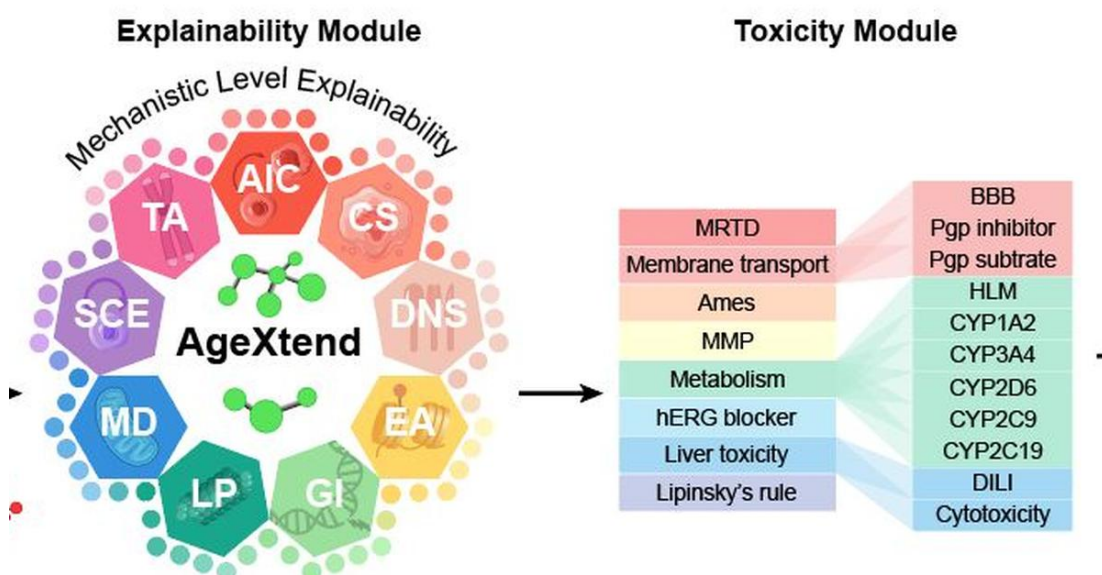 Explainability Module
Mechanistic Level Explainability
AIC
TA
CS
SCE
DNS
AgeXtend
MD
EA
LP
GI
Toxicity Module
MRTD
Membrane transport
Ames
MMP
Metabolism
hERG blocker
Liver toxicity
Lipinsky's rule
BBB
Pgp inhibitor
Pgp subtrate
HLM
CYP1A2
CYP3A4
CYP2D6
CYP2C9
CYP2C19
DILI
Cytotoxicity